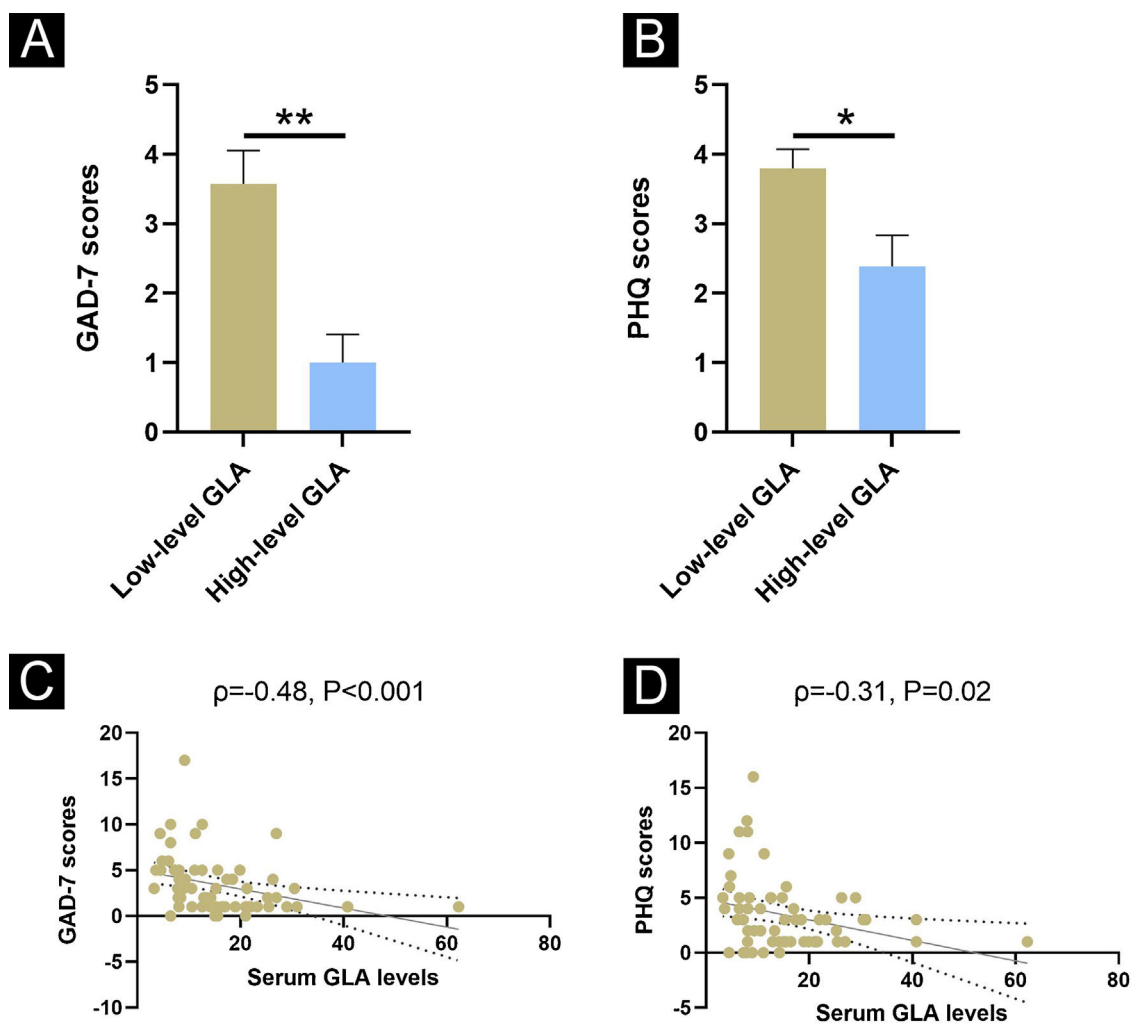 A
GAD-7 scores
5
4
3
2
1
0
**
Low-level GLA
High-level GLA
B
PHQ scores
5
4
3
2
1
0
*
Low-level GLA
High-level GLA
C
ρ=-0.48, P<0.001
GAD-7 scores
20
15
10
5
0
-5
-10
20
40
60
80
Serum GLA levels
D
ρ=-0.31, P=0.02
PHQ scores
20
15
10
5
0
-5
20
40
60
80
Serum GLA levels